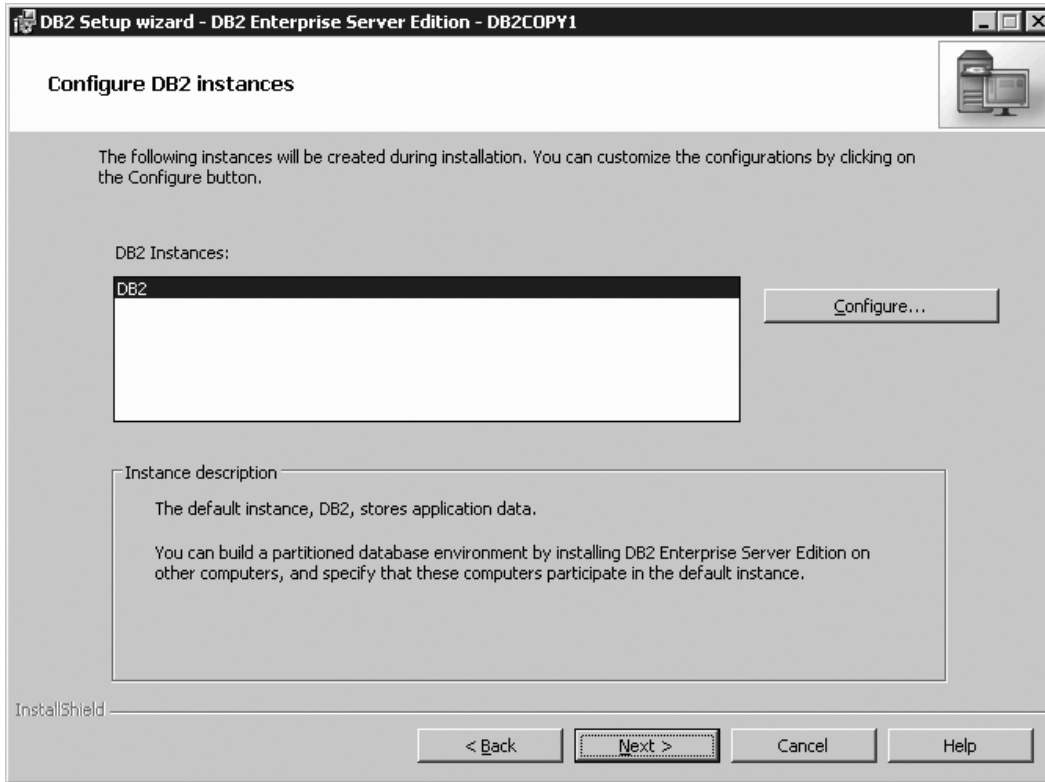 DB2 Setup wizard - DB2 Enterprise Server Edition - DB2COPY1
Configure DB2 instances
The following instances will be created during installation. You can customize the configurations by clicking on
the Configure button.
DB2 Instances:
DB2
Configure...
Instance description
The default instance, DB2, stores application data.
You can build a partitioned database environment by installing DB2 Enterprise Server Edition on
other computers, and specify that these computers participate in the default instance.
InstallShield
< Back
Next >
Cancel
Help